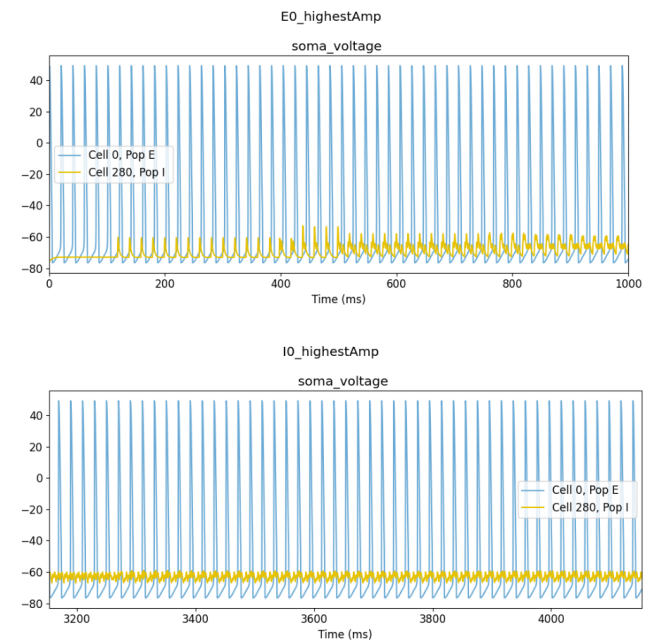 E0_highestAmp
soma_voltage
40
20
0
−20
−40
−60
−80
Cell 0, Pop E
Cell 280, Pop I
0
200
400
600
800
1000
Time (ms)
I0_highestAmp
soma_voltage
40
20
0
−20
−40
−60
−80
Cell 0, Pop E
Cell 280, Pop I
3200
3400
3600
3800
4000
Time (ms)